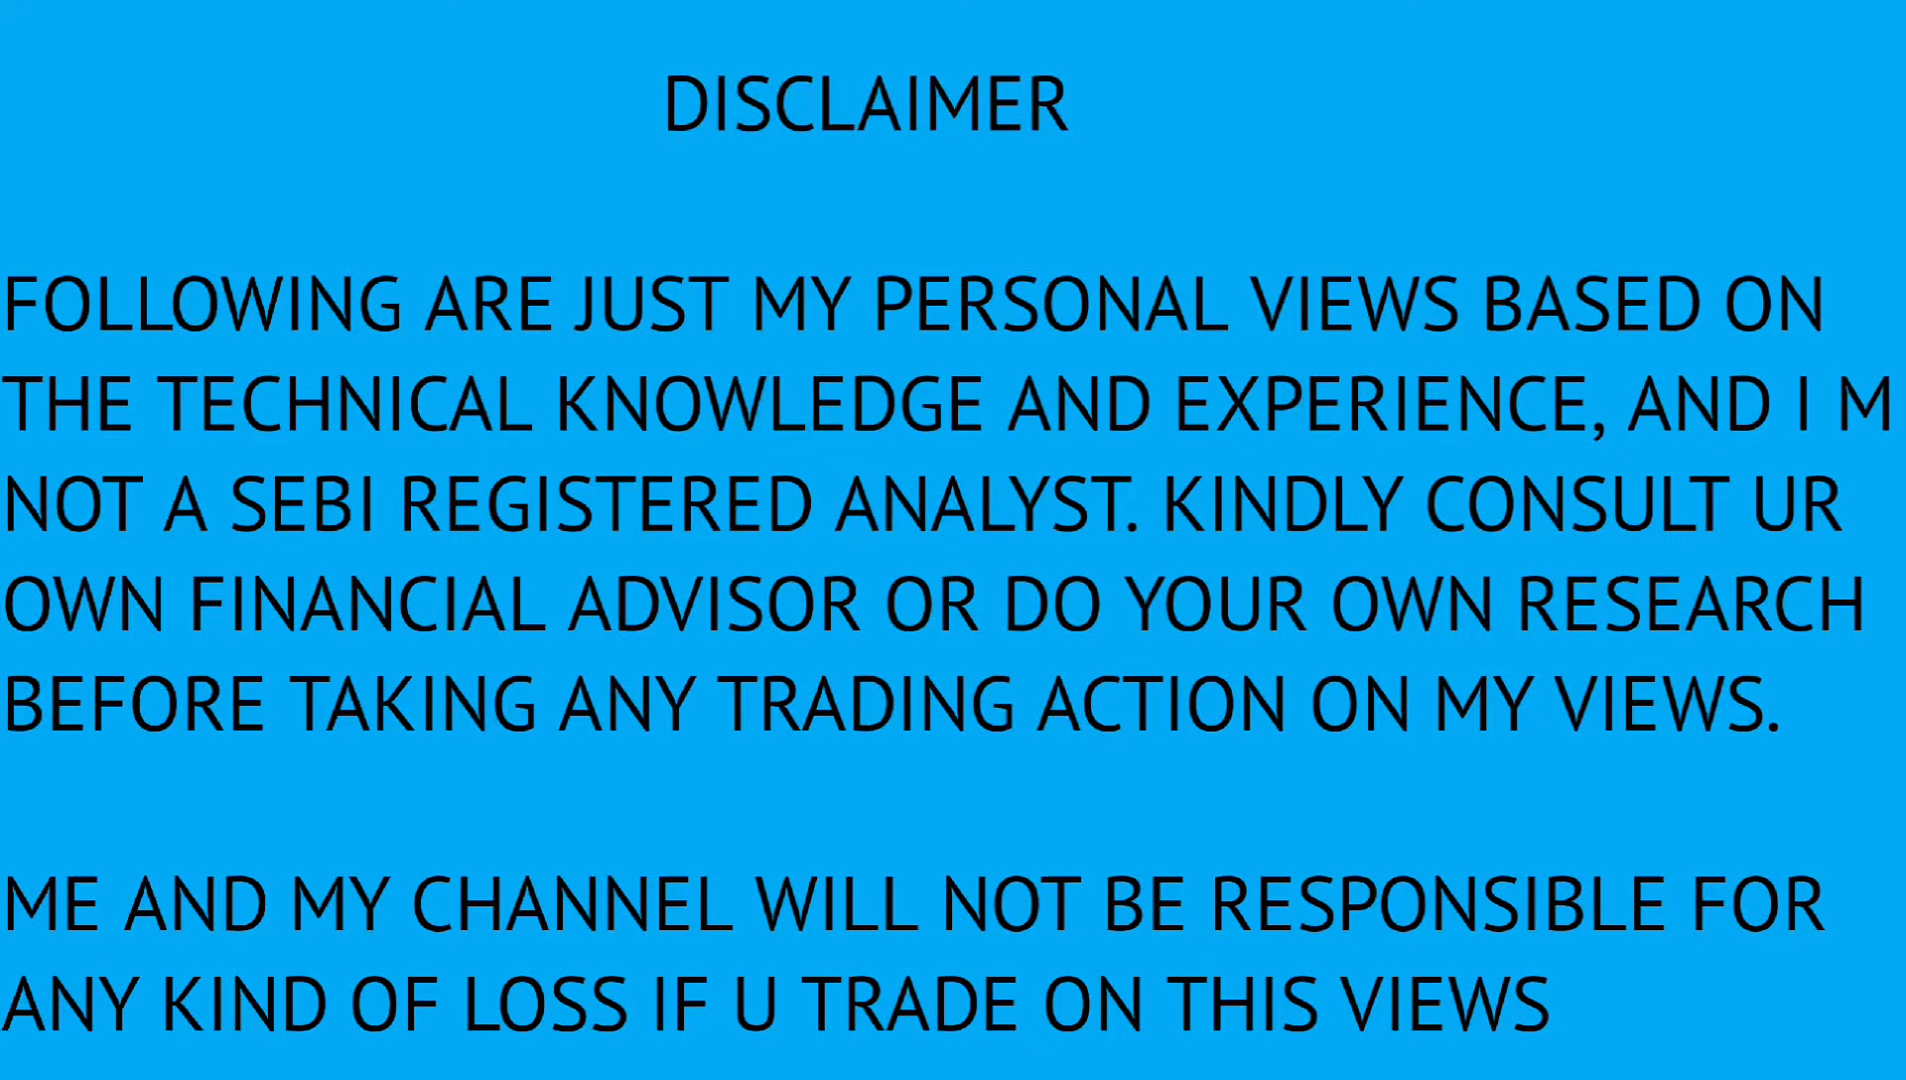 DISCLAIMER
FOLLOWING ARE JUST MY PERSONAL VIEWS BASED ON
THE TECHNICAL KNOWLEDGE AND EXPERIENCE, AND I M
NOT A SEBI REGISTERED ANALYST. KINDLY CONSULT UR
OWN FINANCIAL ADVISOR OR DO YOUR OWN RESEARCH
BEFORE TAKING ANY TRADING ACTION ON MY VIEWS.
ME AND MY CHANNEL WILL NOT BE RESPONSIBLE FOR
ANY KIND OF LOSS IF U TRADE ON THIS VIEWS